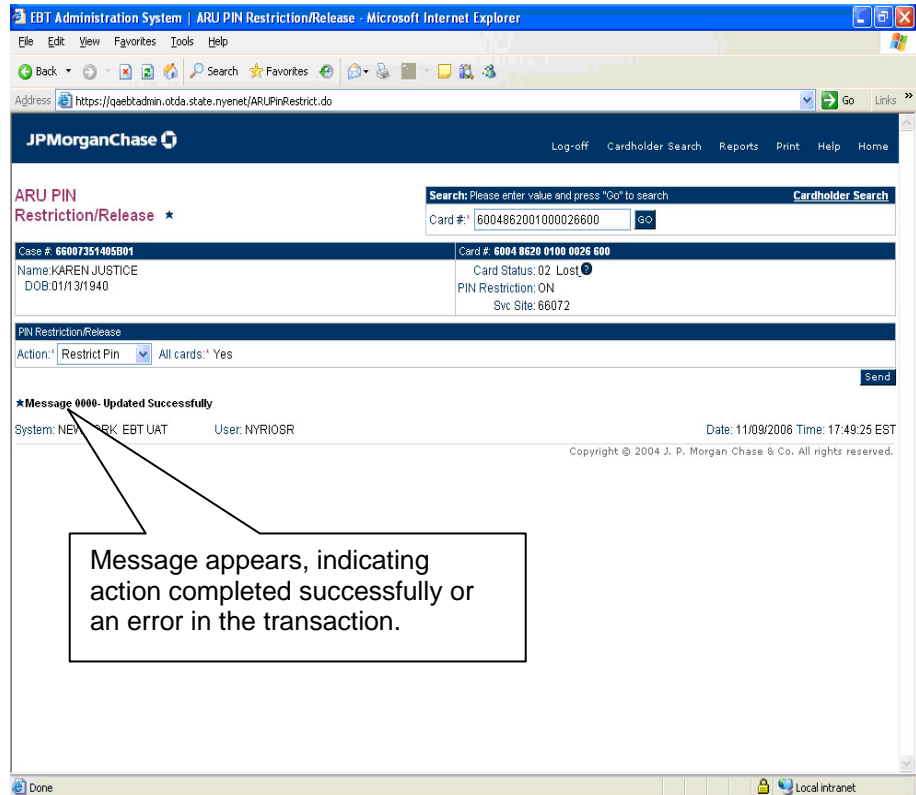 EBT Administration System | ARU PIN Restriction/Release - Microsoft Internet Explorer
File Edit View Favorites Tools Help
Back Search Favorites
Address https://qaebtadmin.otda.state.nyenet/ARUPinRestrict.do Go Links »
JPMorganChase Log-off Cardholder Search Reports Print Help Home
ARU PIN
Restriction/Release ★
Search: Please enter value and press "Go" to search Cardholder Search
Card #:* 6004862001000026600 GO
Case #: 66007351405B01 Card #: 6004 8620 0100 0026 600
Name:KAREN JUSTICE Card Status: 02 Lost ?
DOB:01/13/1940 PIN Restriction: ON
Svc Site: 66072
PIN Restriction/Release
Action:* Restrict Pin All cards:* Yes
Send
★Message 0000- Updated Successfully
System: NEW YORK EBT UAT User: NYRIOSR Date: 11/09/2006 Time: 17:49:25 EST
Copyright @ 2004 J. P. Morgan Chase & Co. All rights reserved.
Message appears, indicating
action completed successfully or
an error in the transaction.
Done Local intranet